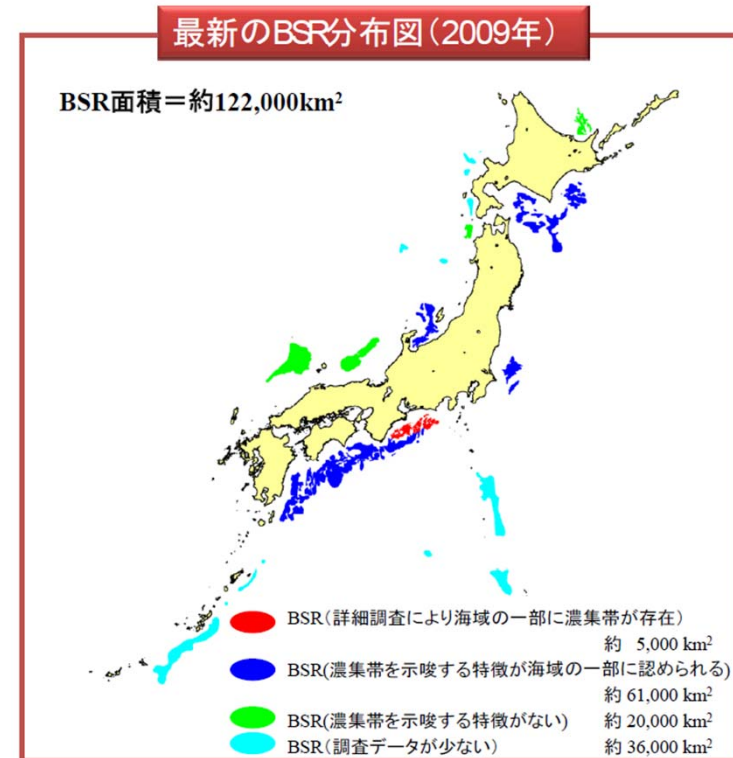 最新のBSR分布図(2009年)
BSR面積=約122,000km²
BSR(詳細調査により海域の一部に濃集帯が存在)
約 5,000 km²
BSR(濃集帯を示唆する特徴が海域の一部に認められる)
約 61,000 km²
BSR(濃集帯を示唆する特徴がない) 約 20,000 km²
BSR(調査データが少ない) 約 36,000 km²